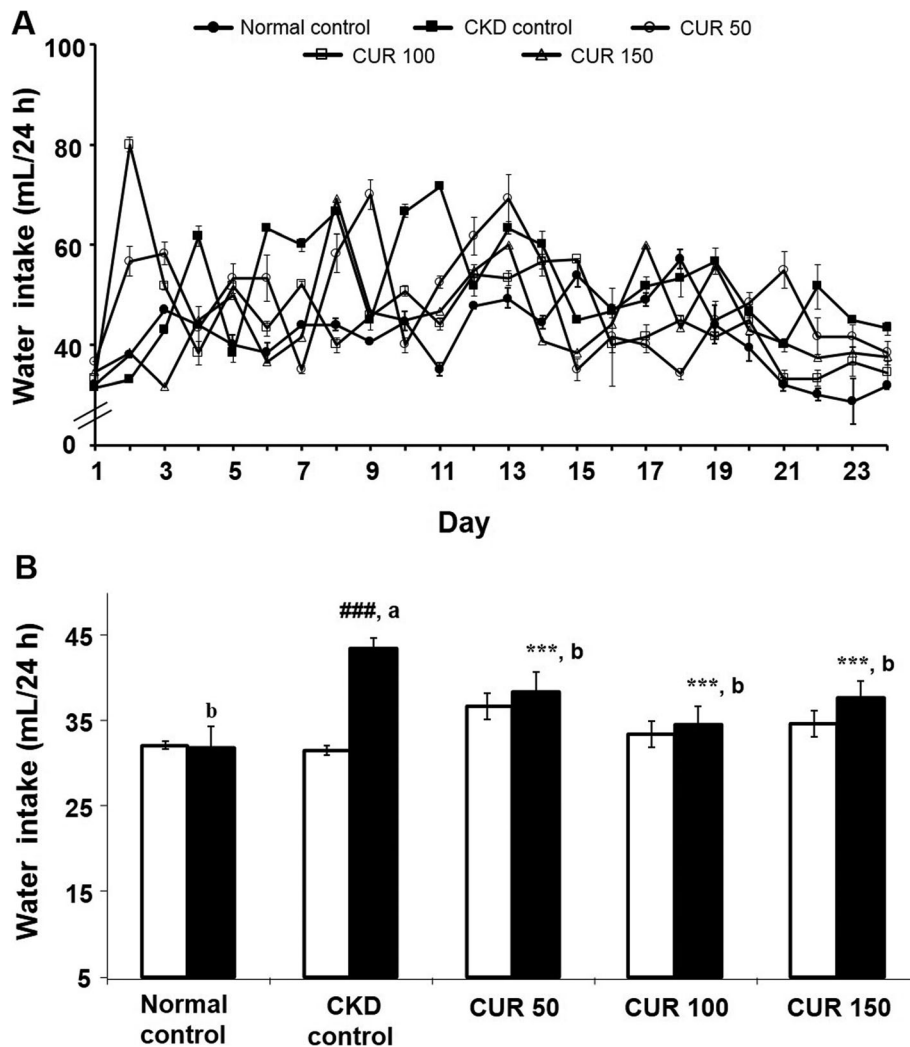 A
Normal control CKD control CUR 50
CUR 100 CUR 150
Water intake (mL/24 h)
100
80
60
40
0
1 3 5 7 9 11 13 15 17 19 21 23
Day
B
Water intake (mL/24 h)
45
35
25
15
5
b
###, a
***, b
***, b
***, b
Normal control
CKD control
CUR 50
CUR 100
CUR 150